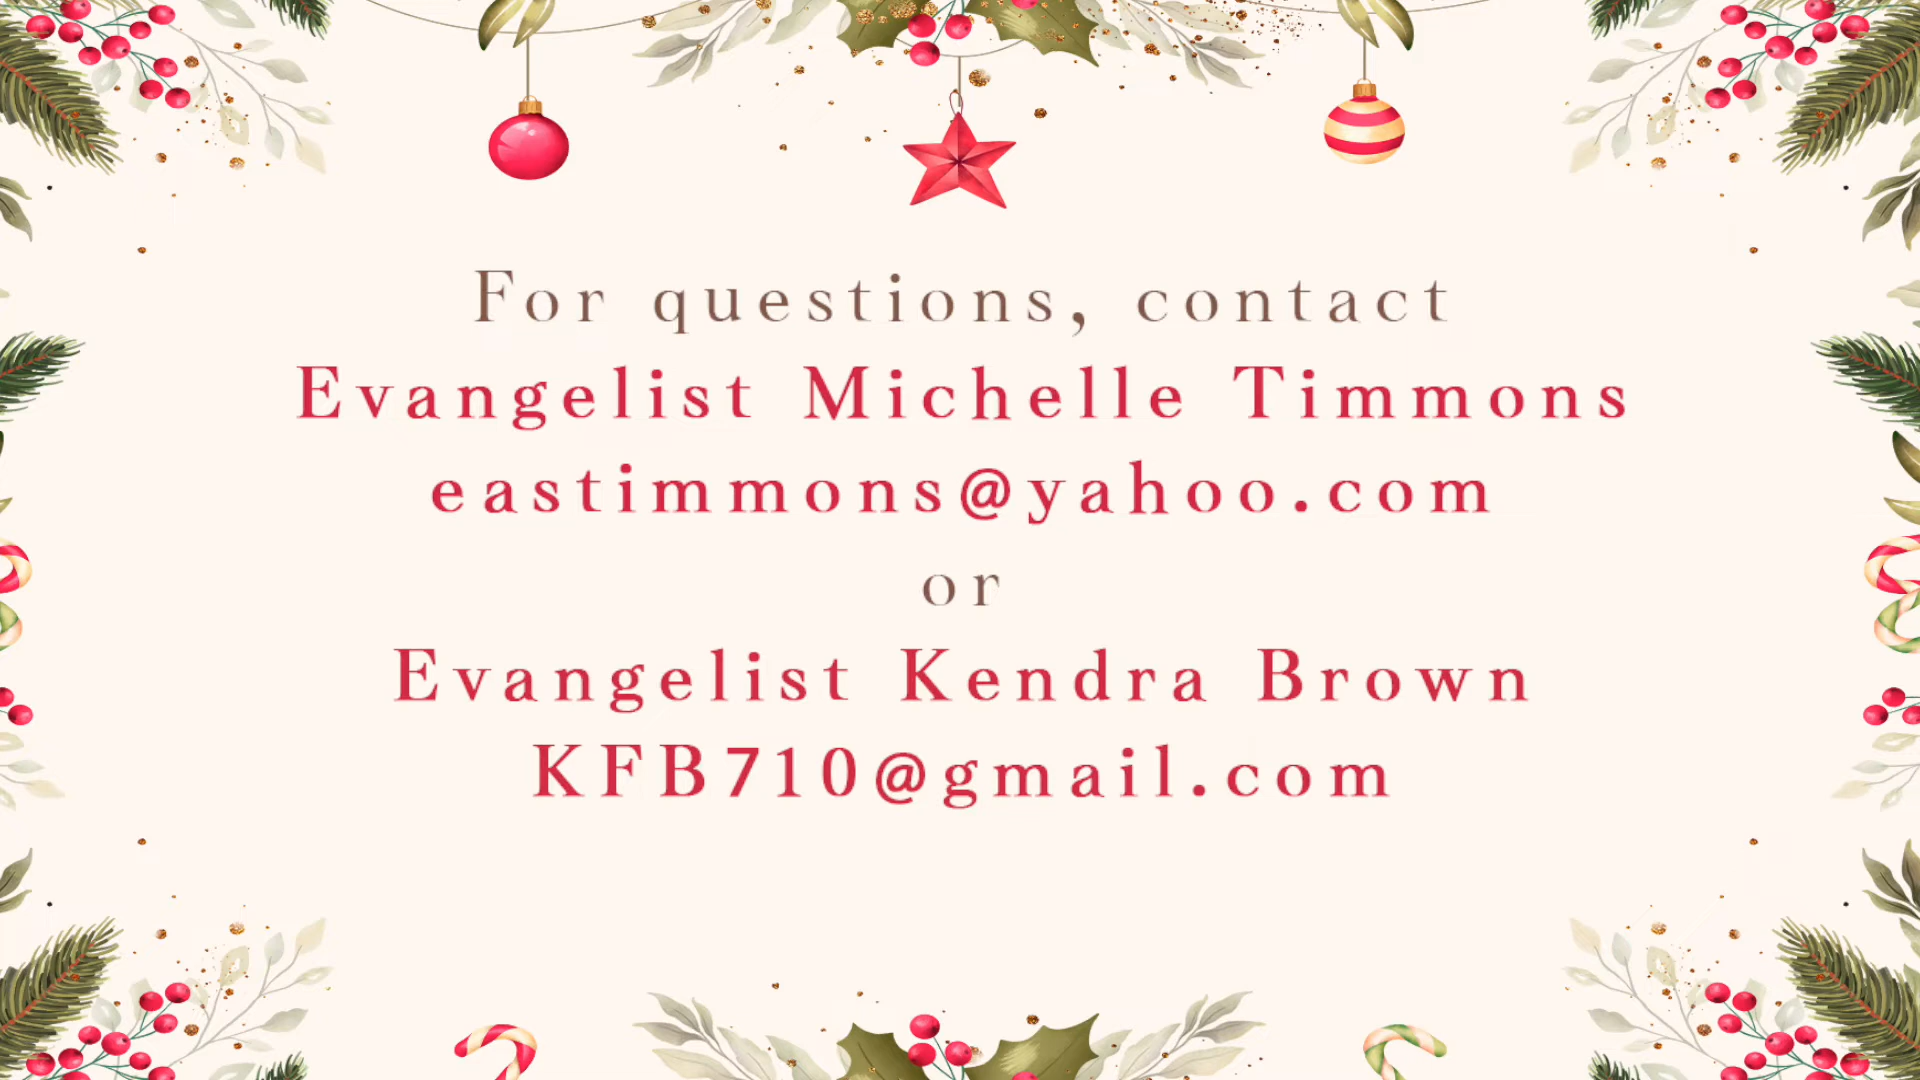 For questions, contact
Evangelist Michelle Timmons
eastimmons@yahoo.com
or
Evangelist Kendra Brown
KFB710@gmail.com